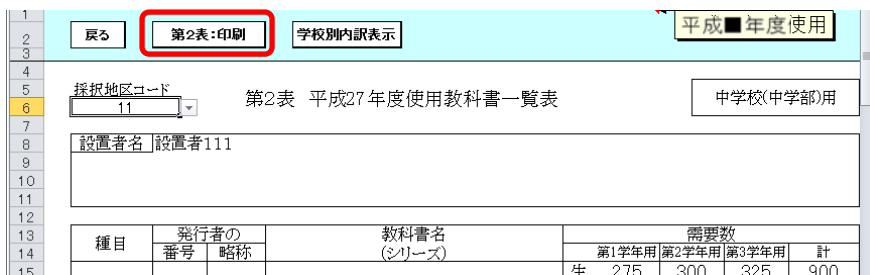 1
2
3
戻る 第2表:印刷 学校別内訳表示 平成■年度使用
4
5
採択地区コード
6
11 第2表 平成27年度使用教科書一覧表 中学校(中学部)用
7
8
設置者名 設置者111
9
10
11
12
13
種目 発行者の 教科書名 需要数
14
番号 略称 (シリーズ) 第1学年用 第2学年用 第3学年用 計
15
生 275 300 325 900